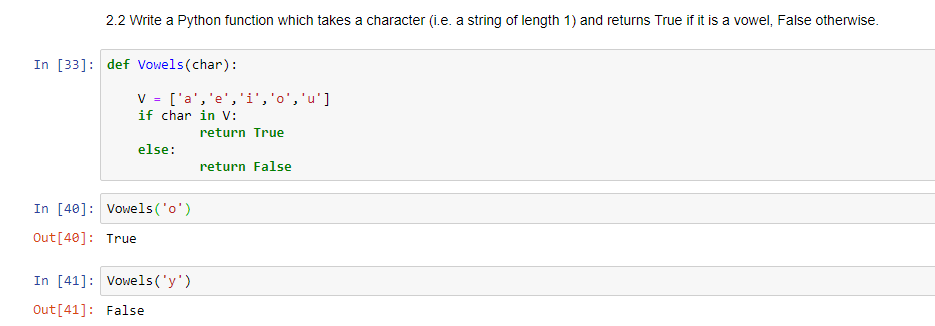 2.2 Write a Python function which takes a character (i.e. a string of length 1) and returns True if it is a vowel, False otherwise.
In [33]: def Vowels(char):
V = ['a','e','i','o','u']
if char in V:
return True
else:
return False
In [40]: Vowels('o')
Out[40]: True
In [41]: Vowels('y')
Out[41]: False